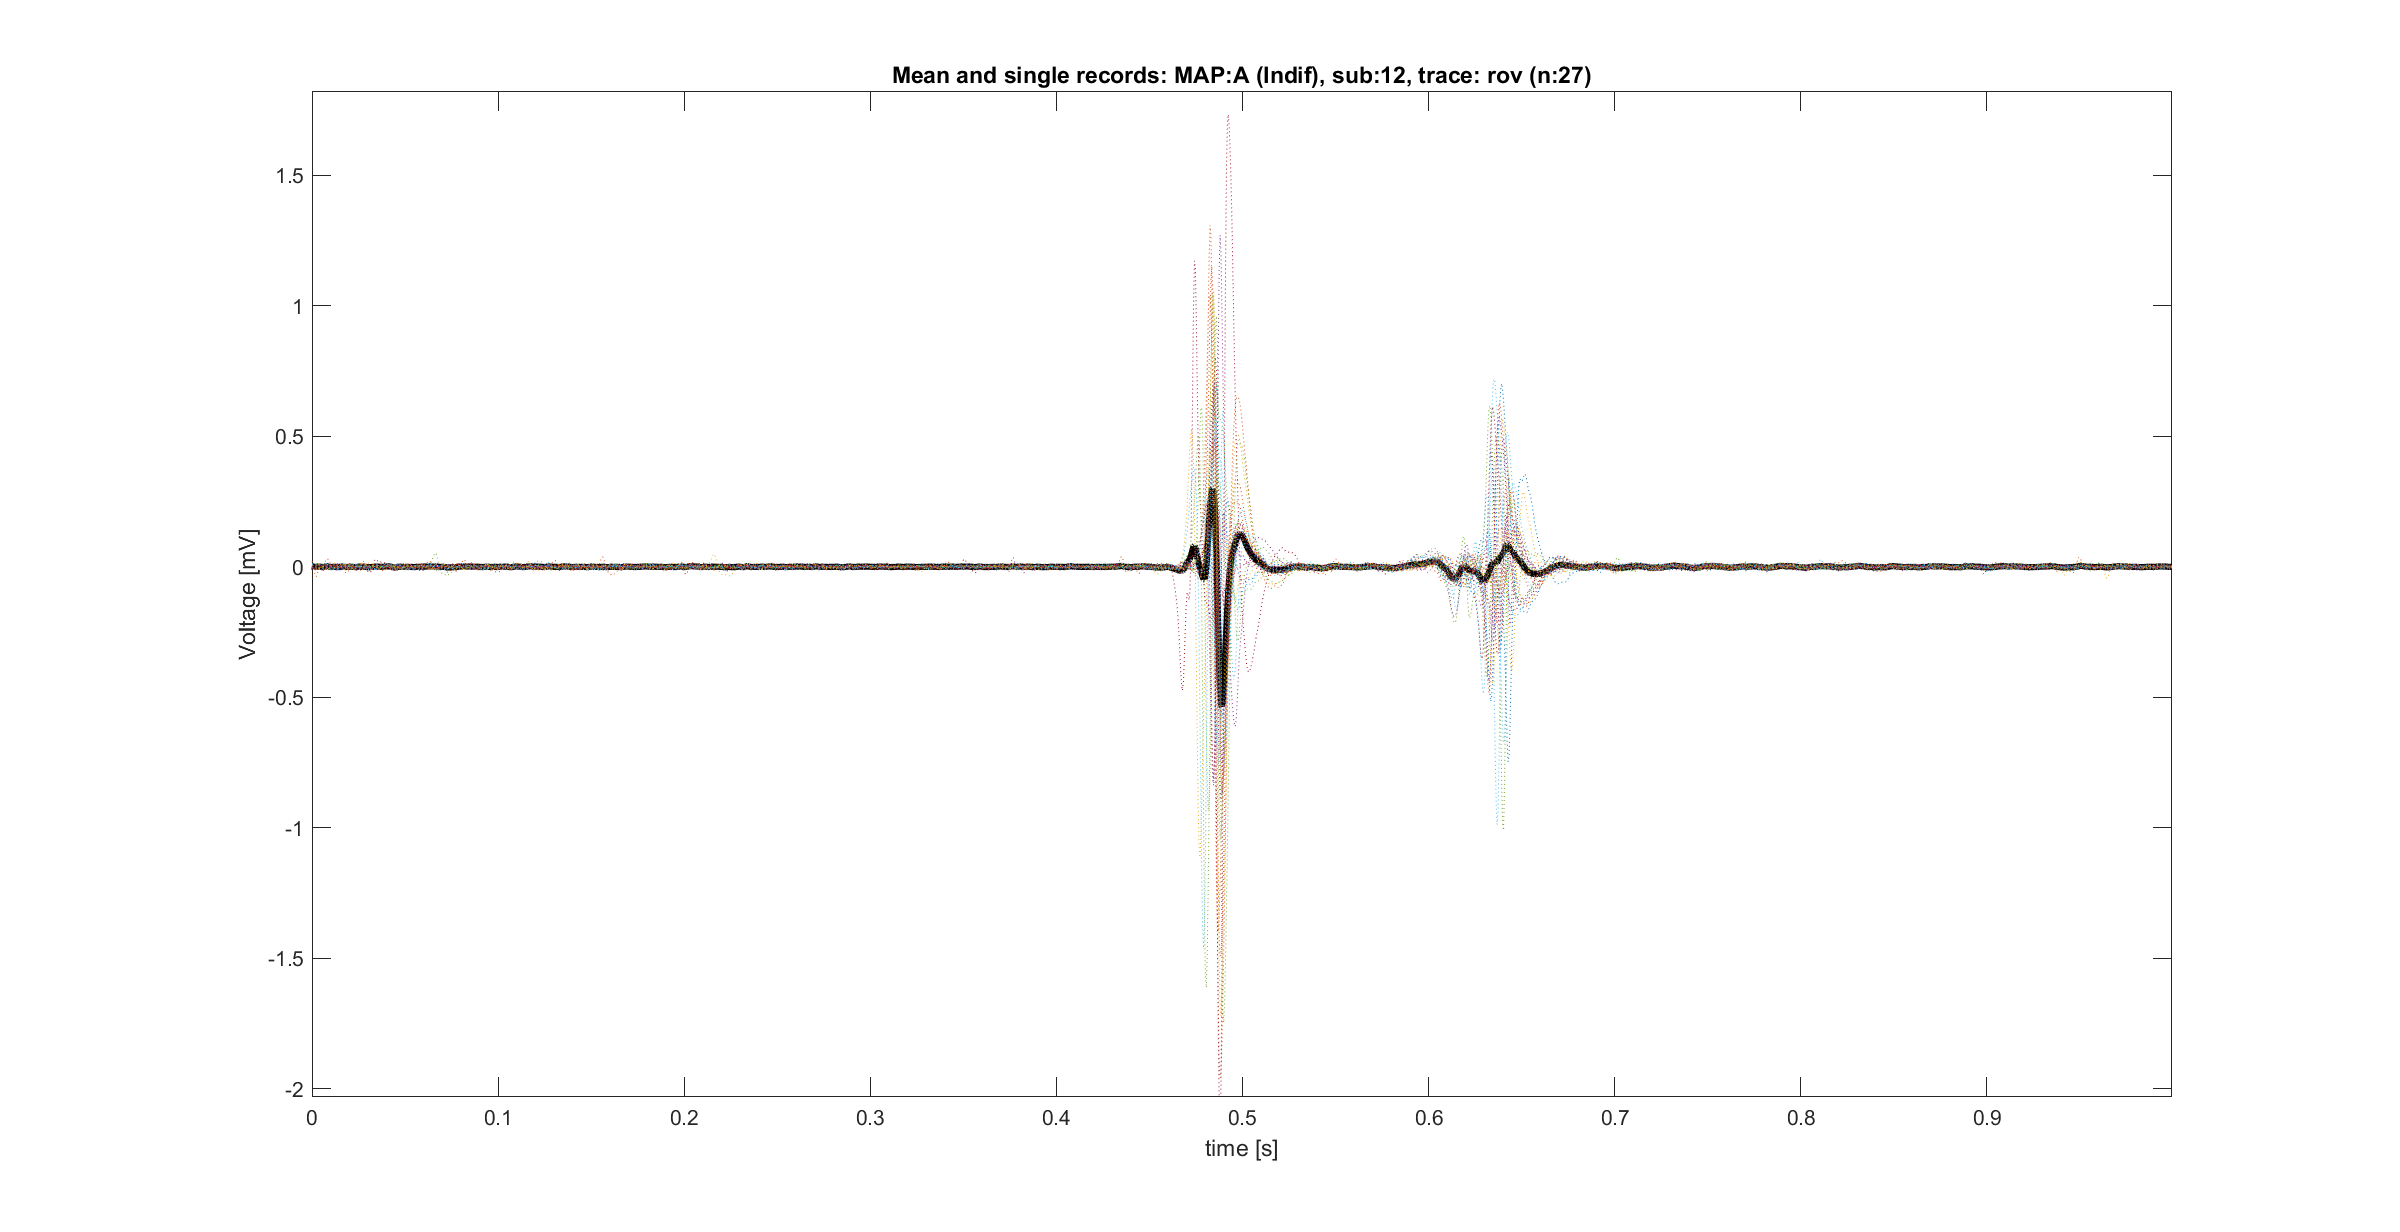 Mean and single records: MAP:A (Indif), sub:12, trace: rov (n:27)
1.5
1
0.5
0
-0.5
-1
-1.5
-2
Voltage [mV]
0 0.1 0.2 0.3 0.4 0.5 0.6 0.7 0.8 0.9
time [s]